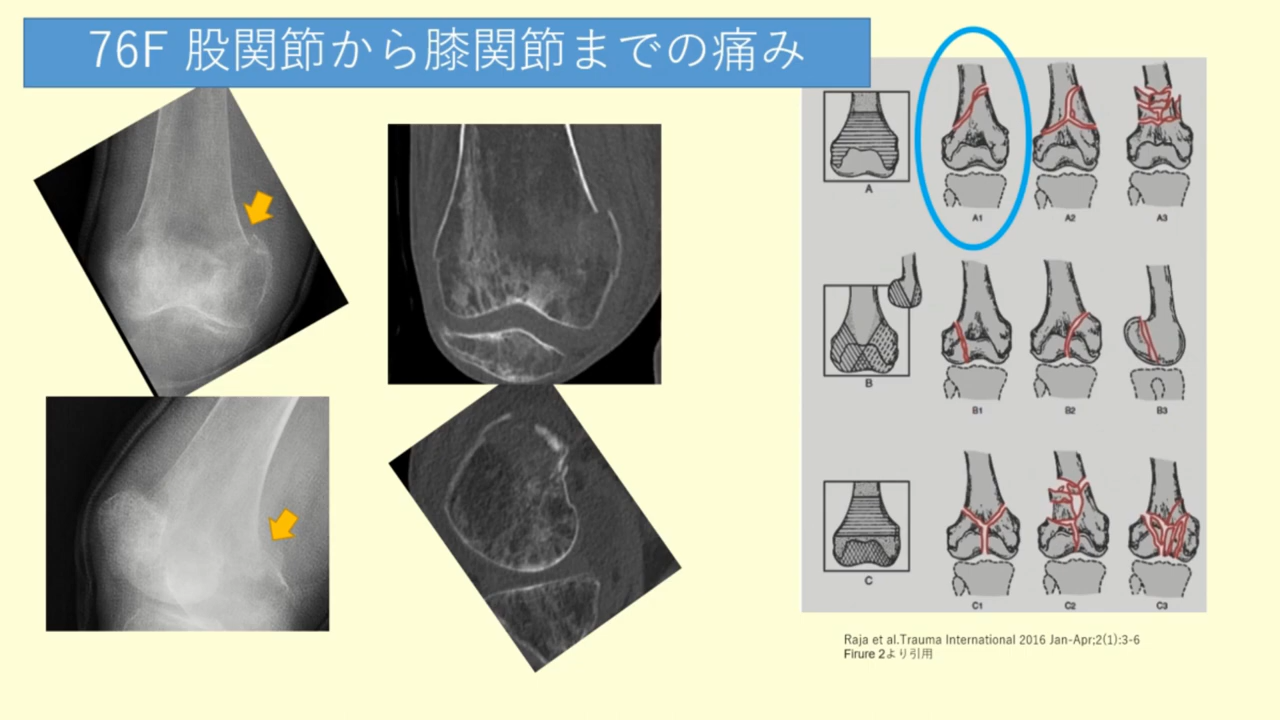 76F 股関節から膝関節までの痛み
A
A1
A2
A3
B
B1
B2
B3
C
C1
C2
C3
Raja et al.Trauma International 2016 Jan-Apr;2(1):3-6
Firure 2より引用